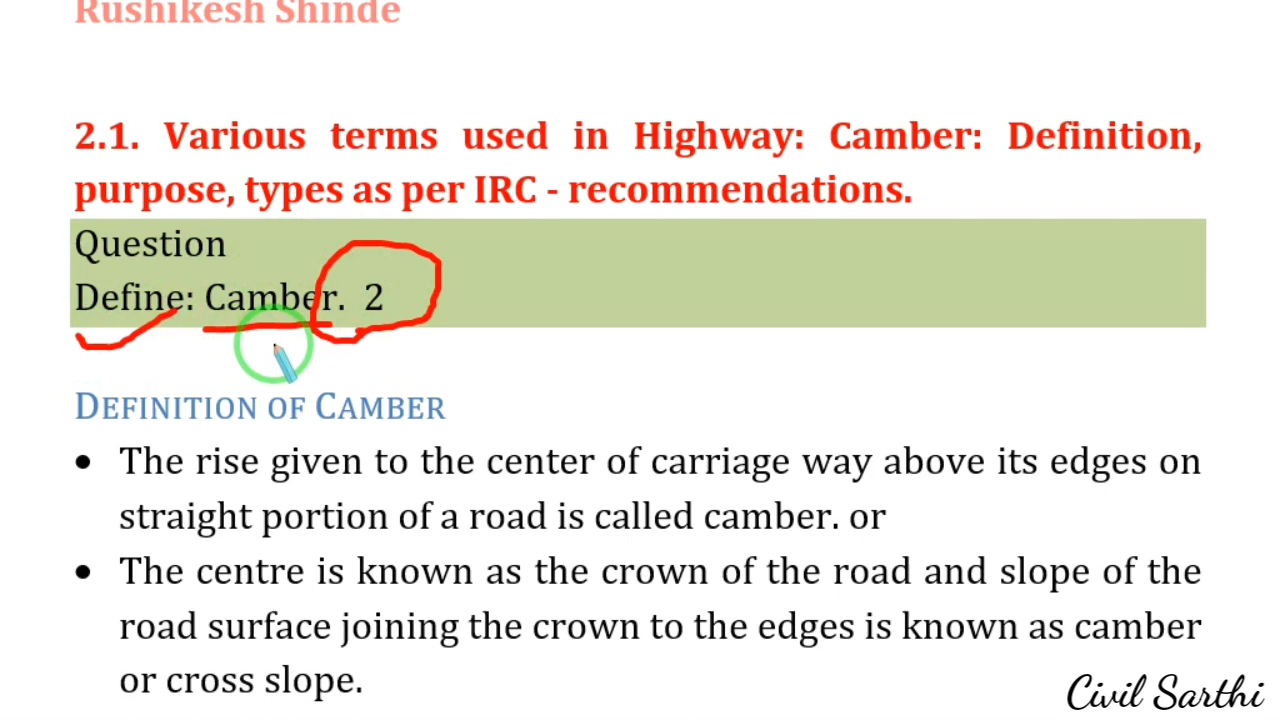 Rushikesh Shinde
2.1. Various terms used in Highway: Camber: Definition,
purpose, types as per IRC - recommendations.
Question
Define: Camber. 2
DEFINITION OF CAMBER
• The rise given to the center of carriage way above its edges on
straight portion of a road is called camber. or
• The centre is known as the crown of the road and slope of the
road surface joining the crown to the edges is known as camber
or cross slope.
Civil Sarthi